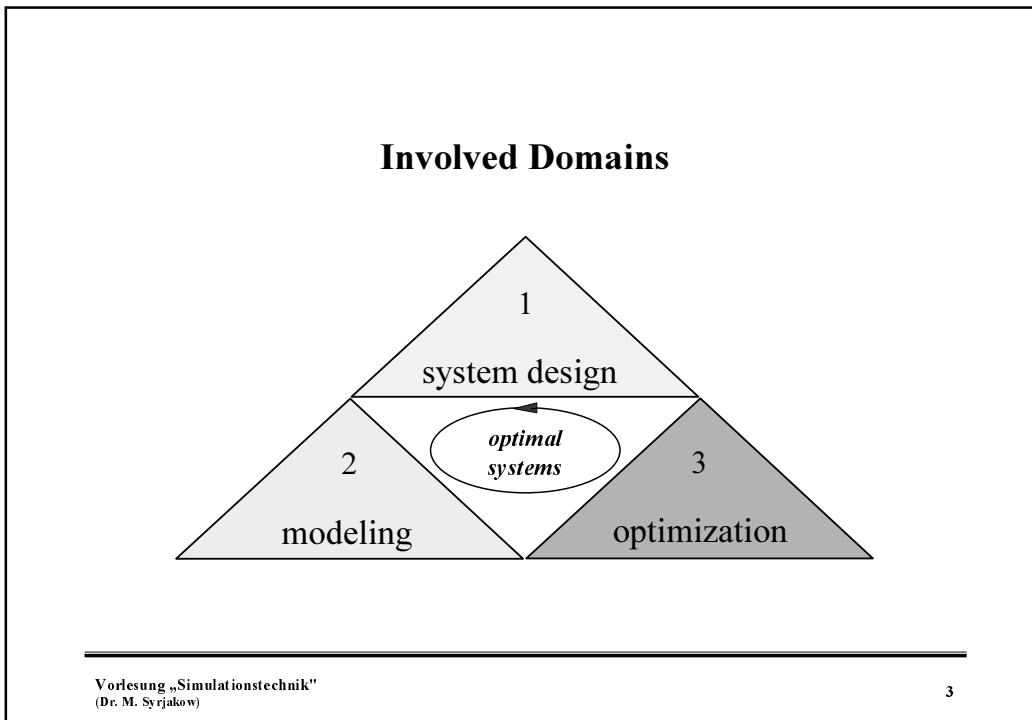 Involved Domains
1
system design
optimal
systems
2
modeling
3
optimization
Vorlesung „Simulationstechnik"
(Dr. M. Syrjakow)
3